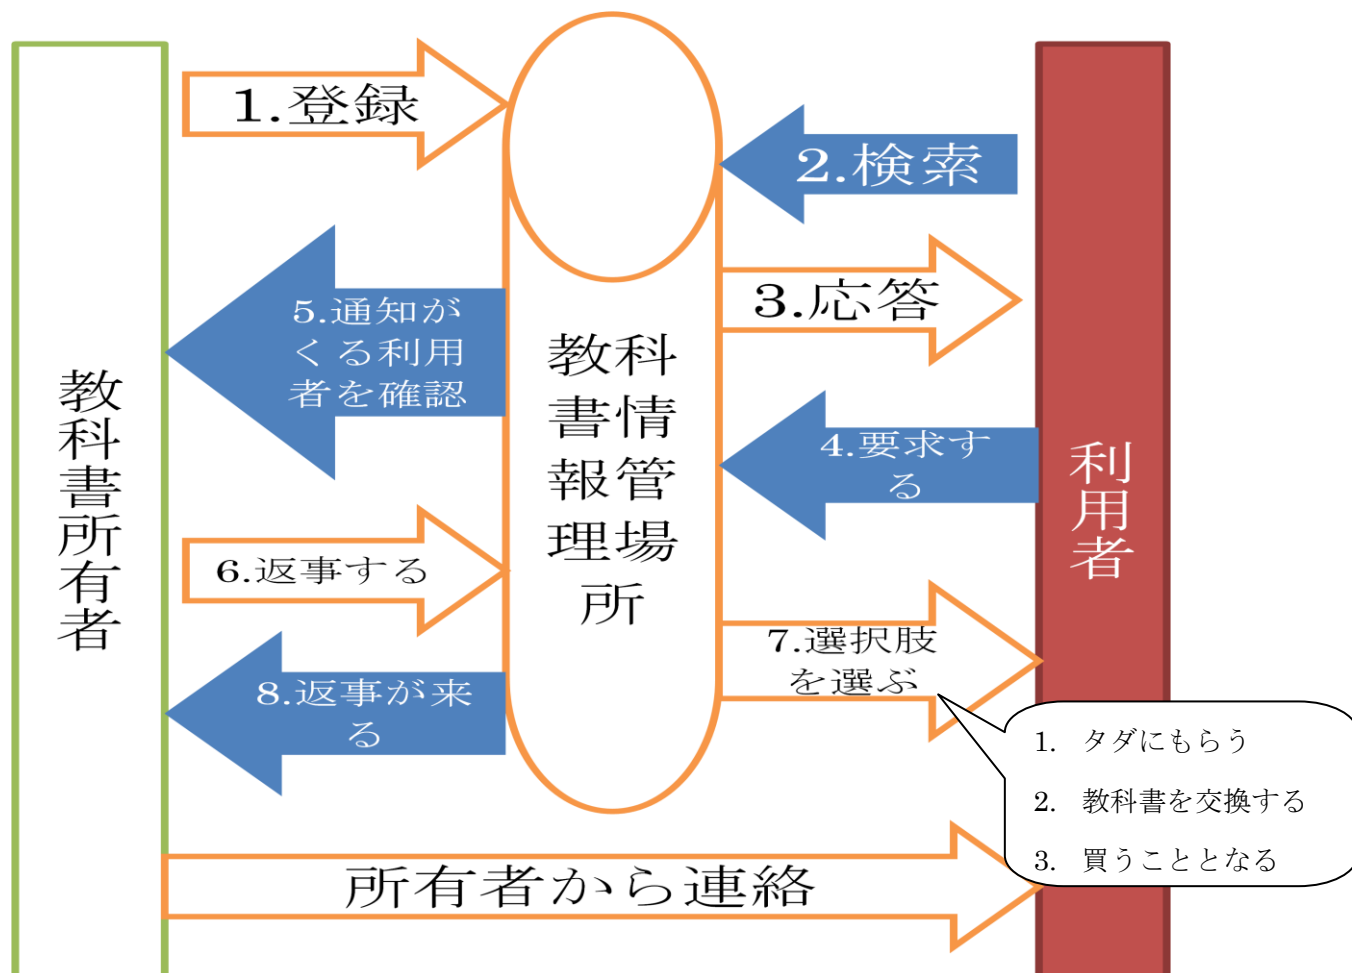 1.登録
2.検索
3.応答
5.通知が
くる利用
者を確認
教科
書情
報管
理場
所
教科書所有者
4.要求す
る
利用者
6.返事する
7.選択肢
を選ぶ
8.返事が来
る
1. タダにもらう
2. 教科書を交換する
3. 買うこととなる
所有者から連絡